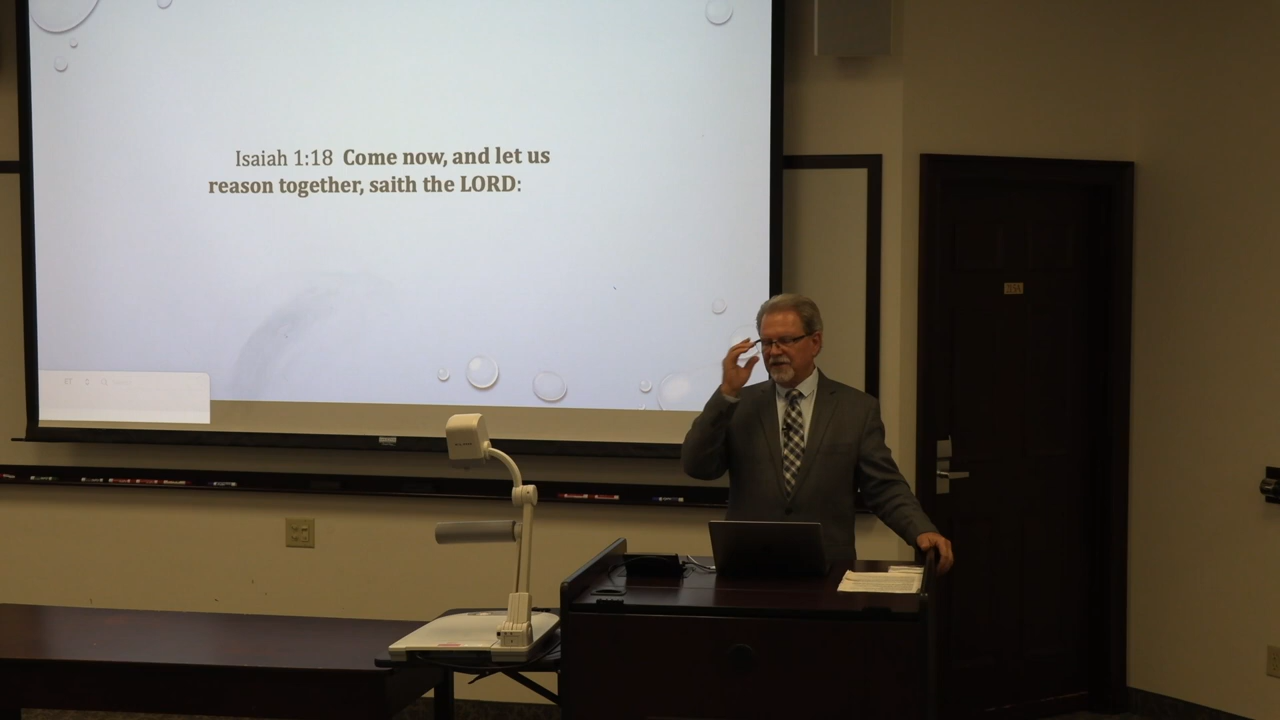 Isaiah 1:18 Come now, and let us
reason together, saith the LORD: